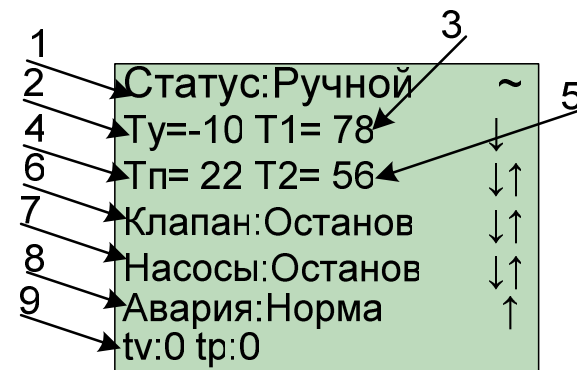 1
2
3
4
5
6
7
8
9
Статус:Ручной ~
Ту=-10 Т1= 78 ↓
Тп= 22 Т2= 56 ↓↑
Клапан:Останов ↓↑
Насосы:Останов ↓↑
Авария:Норма ↑
tv:0 tp:0